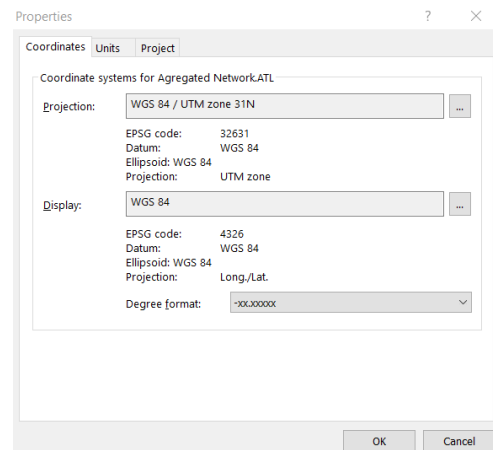 Properties
Coordinates Units Project
Coordinate systems for Agregated Network.ATL
Projection: WGS 84 / UTM zone 31N ...
EPSG code: 32631
Datum: WGS 84
Ellipsoid: WGS 84
Projection: UTM zone
Display: WGS 84 ...
EPSG code: 4326
Datum: WGS 84
Ellipsoid: WGS 84
Projection: Long./Lat.
Degree format: -xx.xxxxx
OK Cancel